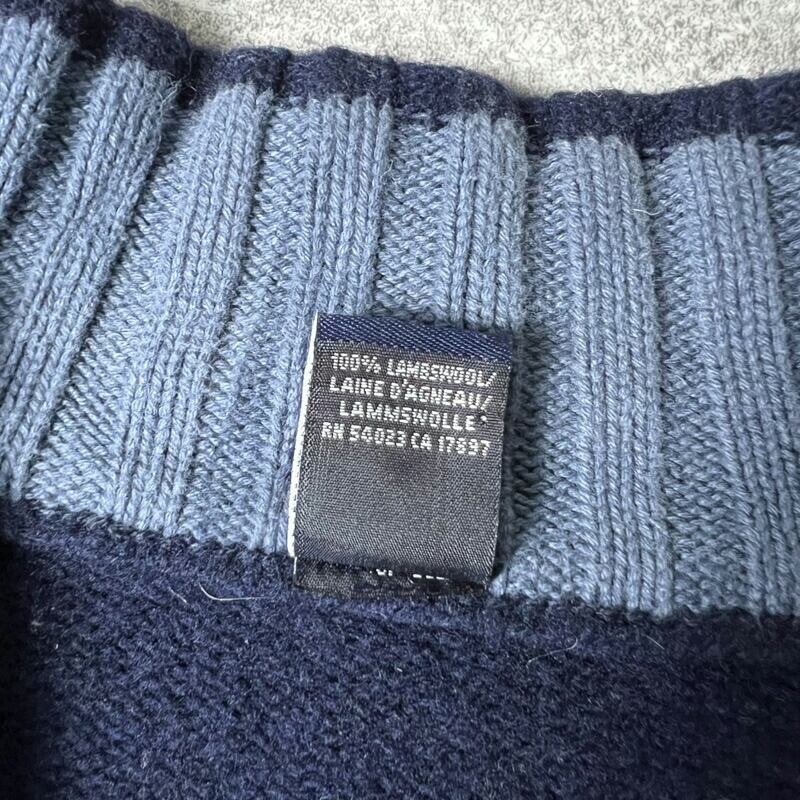 100% LAMBSWOOL/
LAINE D'AGNEAU/
LAMMSWOLLE
RN 54023 CA 17897